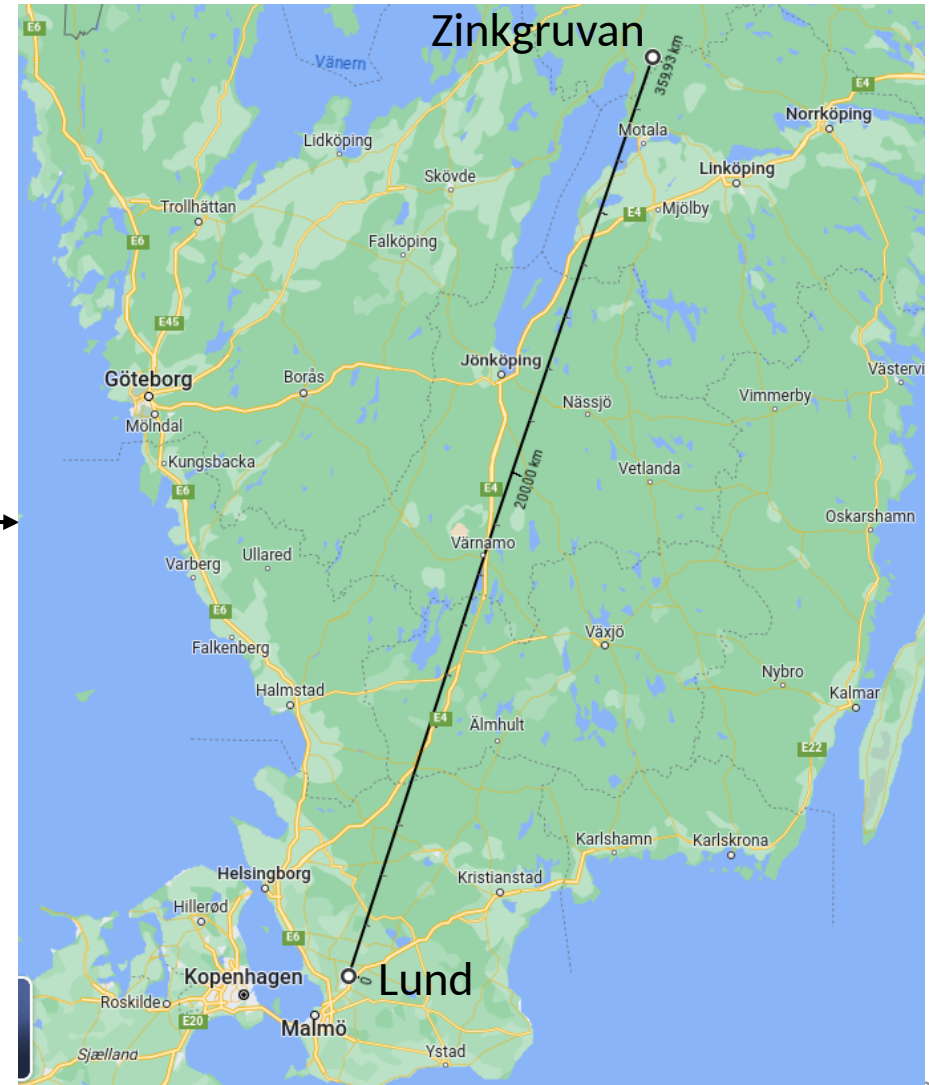 Zinkgruvan
E6
Vänern
359,93 km
E4
Norrköping
Motala
Lidköping
Linköping
Skövde
Trollhättan
E4
Mjölby
E6
Falköping
E45
Jönköping
Göteborg
Borås
Västervi
Vimmerby
Nässjö
Mölndal
Kungsbacka
Vetlanda
E6
E4
200,00 km
Oskarshamn
Värnamo
Ullared
Varberg
E6
Växjö
Falkenberg
Nybro
Halmstad
Kalmar
E4
Älmhult
E22
Karlshamn
Karlskrona
Helsingborg
Kristianstad
Hillerød
E6
Kopenhagen
0
Lund
Roskilde
E20
Malmö
Sjælland
Ystad